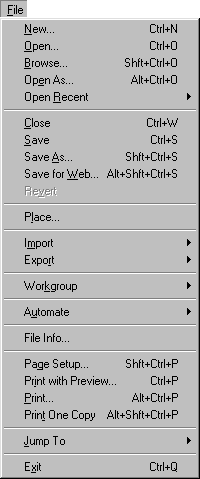 File
New... Ctrl+N
Open... Ctrl+O
Browse... Shft+Ctrl+O
Open As... Alt+Ctrl+O
Open Recent
Close Ctrl+W
Save Ctrl+S
Save As... Shft+Ctrl+S
Save for Web... Alt+Shft+Ctrl+S
Revert
Place...
Import
Export
Workgroup
Automate
File Info...
Page Setup... Shft+Ctrl+P
Print with Preview... Ctrl+P
Print... Alt+Ctrl+P
Print One Copy Alt+Shft+Ctrl+P
Jump To
Exit Ctrl+Q